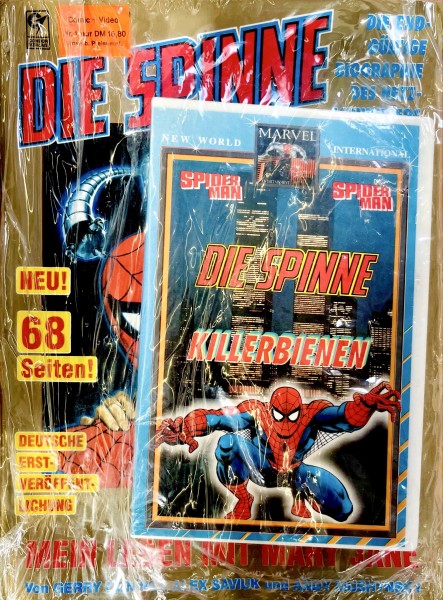 Comic - Video
DM 16,80
DIE SPINNE
DIE END-
GÜLTIGE
BIOGRAPHIE
DES NETZ-
NEU!
68
Seiten!
DEUTSCHE
ERST-
VERÖFFENT-
LICHUNG
NEW WORLD
MARVEL
INTERNATIONAL
SPIDER
MAN
SPIDER
MAN
DIE SPINNE
KILLERBIENEN
MEIN LEBEN MIT MARY JANE
Von GERRY ALEX SAVIUK und ANDY MUSHYNSKY